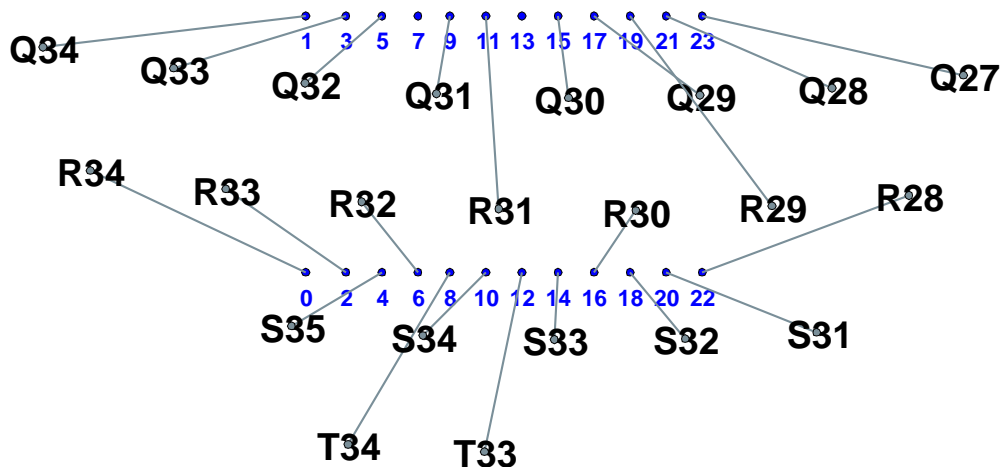 1 3 5 7 9 11 13 15 17 19 21 23
Q34 Q33 Q32 Q31 Q30 Q29 Q28 Q27
R34 R33 R32 R31 R30 R29 R28
0 2 4 6 8 10 12 14 16 18 20 22
S35 S34 S33 S32 S31
T34 T33